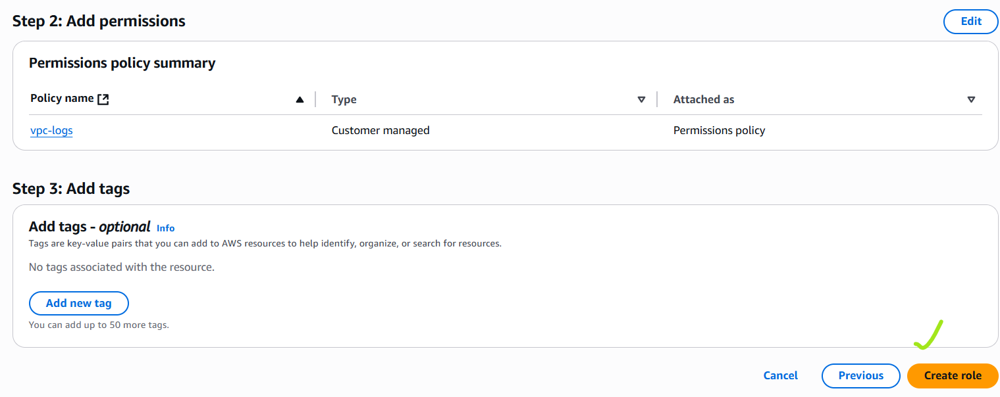 Step 2: Add permissions
Edit
Permissions policy summary
Policy name
Type
Attached as
vpc-logs
Customer managed
Permissions policy
Step 3: Add tags
Add tags - optional Info
Tags are key-value pairs that you can add to AWS resources to help identify, organize, or search for resources.
No tags associated with the resource.
Add new tag
You can add up to 50 more tags.
Cancel
Previous
Create role